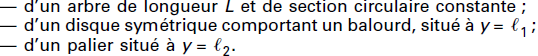 — d'un arbre de longueur L et de section circulaire constante ;
— d'un disque symétrique comportant un balourd, situé à y = ℓ₁ ;
— d'un palier situé à y = ℓ₂.